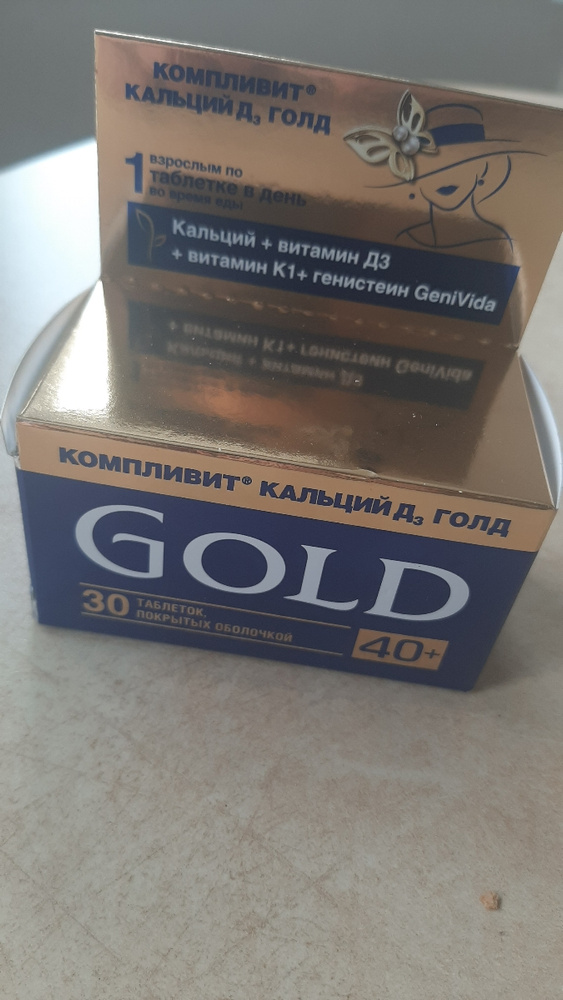 КОМПЛИВИТ®
КАЛЬЦИЙ Д₃ ГОЛД
1 взрослым по
таблетке в день
во время еды
Кальций + витамин Д3
+ витамин К1+ генистеин GeniVida
КОМПЛИВИТ® КАЛЬЦИЙ Д₃ ГОЛД
GOLD
30 ТАБЛЕТОК,
ПОКРЫТЫХ ОБОЛОЧКОЙ
40+